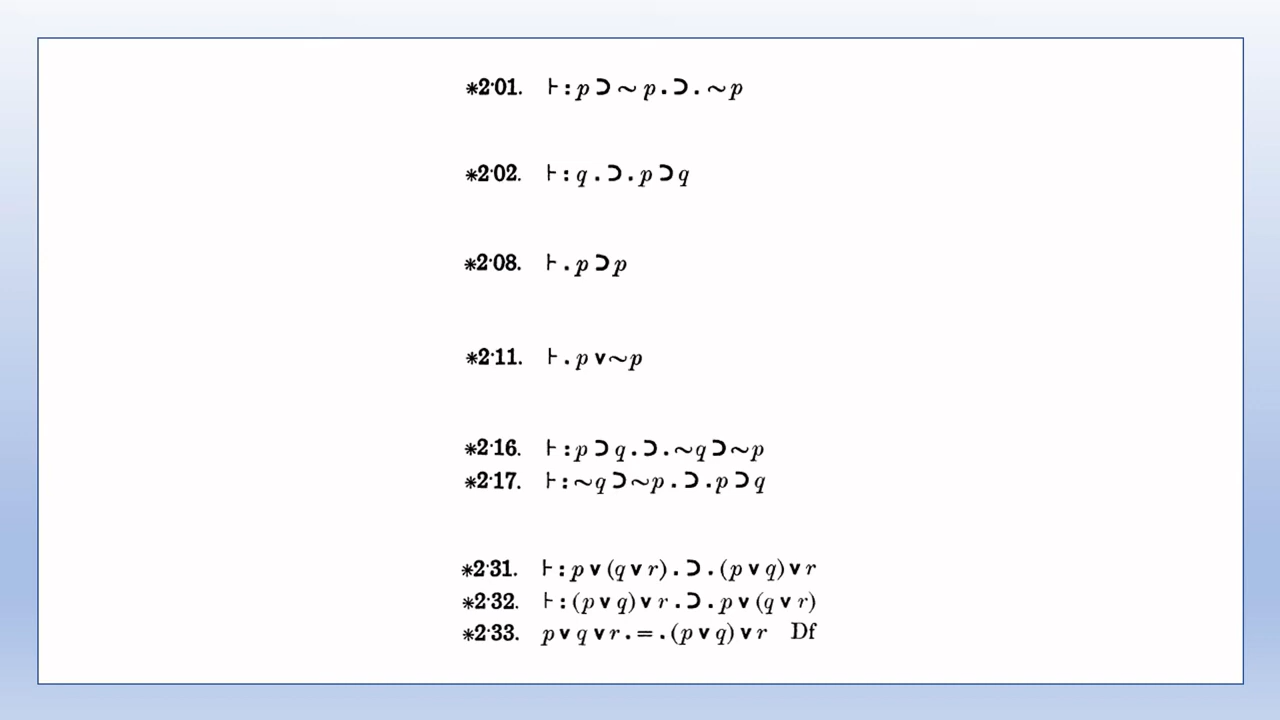 ✳2·01. ⊢ : p ⊃ ~ p . ⊃ . ~ p
✳2·02. ⊢ : q . ⊃ . p ⊃ q
✳2·08. ⊢ . p ⊃ p
✳2·11. ⊢ . p ∨ ~ p
✳2·16. ⊢ : p ⊃ q . ⊃ . ~ q ⊃ ~ p
✳2·17. ⊢ : ~ q ⊃ ~ p . ⊃ . p ⊃ q
✳2·31. ⊢ : p ∨ (q ∨ r) . ⊃ . (p ∨ q) ∨ r
✳2·32. ⊢ : (p ∨ q) ∨ r . ⊃ . p ∨ (q ∨ r)
✳2·33. p ∨ q ∨ r . = . (p ∨ q) ∨ r Df